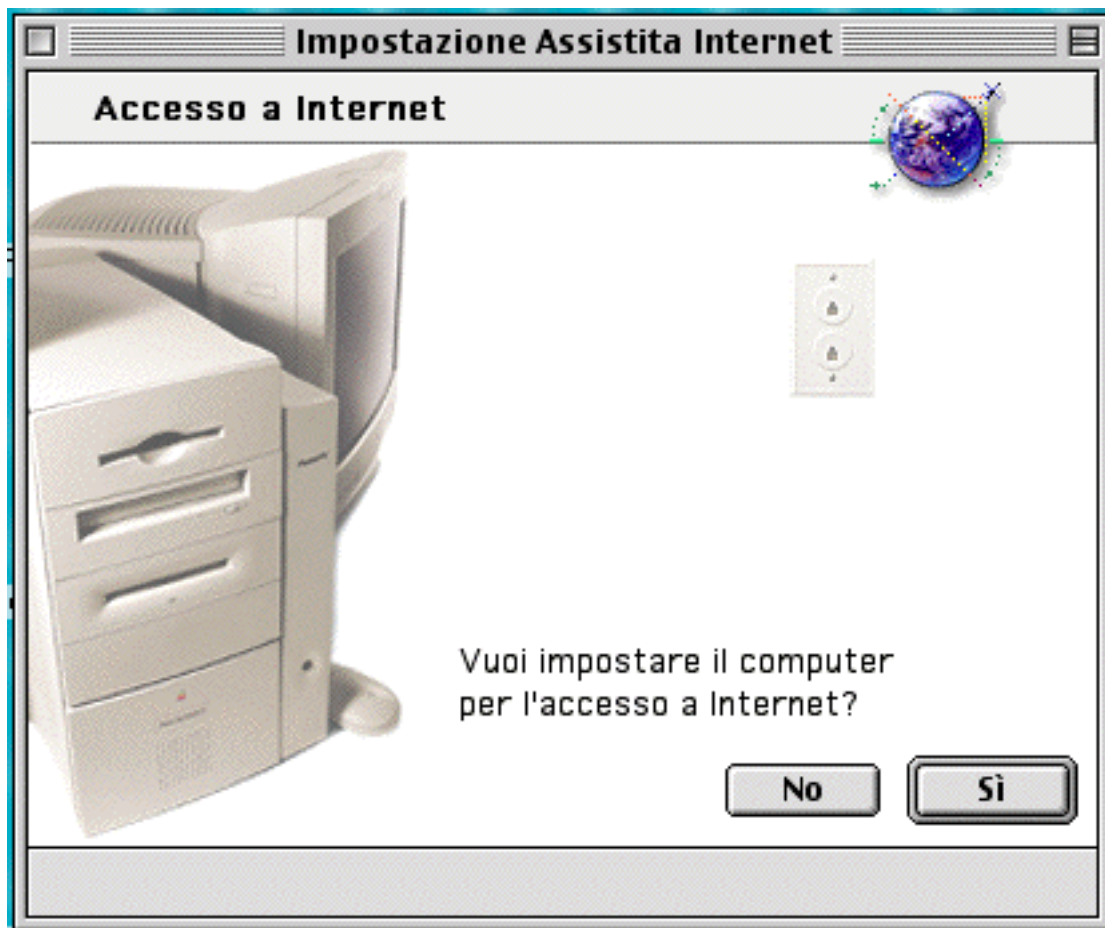 Impostazione Assistita Internet
Accesso a Internet
Vuoi impostare il computer
per l'accesso a Internet?
No
Sì